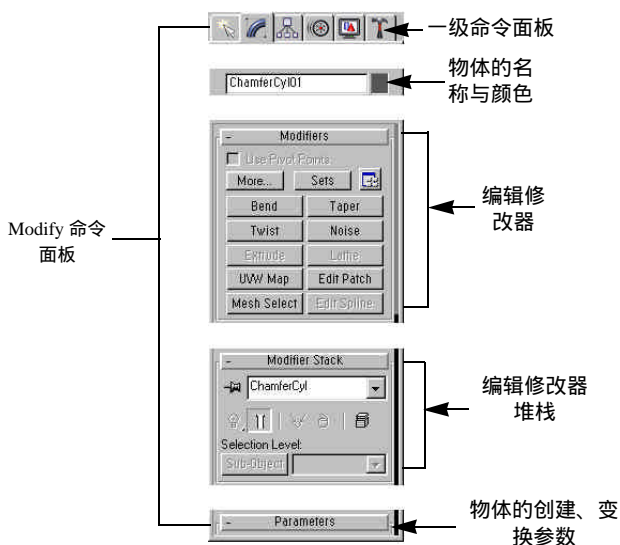 一级命令面板
ChamferCyl01
物体的名
称与颜色
Modifiers
Use Pivot Points
More... Sets
Bend Taper
Twist Noise
Extrude Lathe
UVW Map Edit Patch
Mesh Select Edit Spline
编辑修
改器
Modify 命令
面板
Modifier Stack
ChamferCyl
Selection Level:
Sub-Object
编辑修改器
堆栈
Parameters
物体的创建、变
换参数